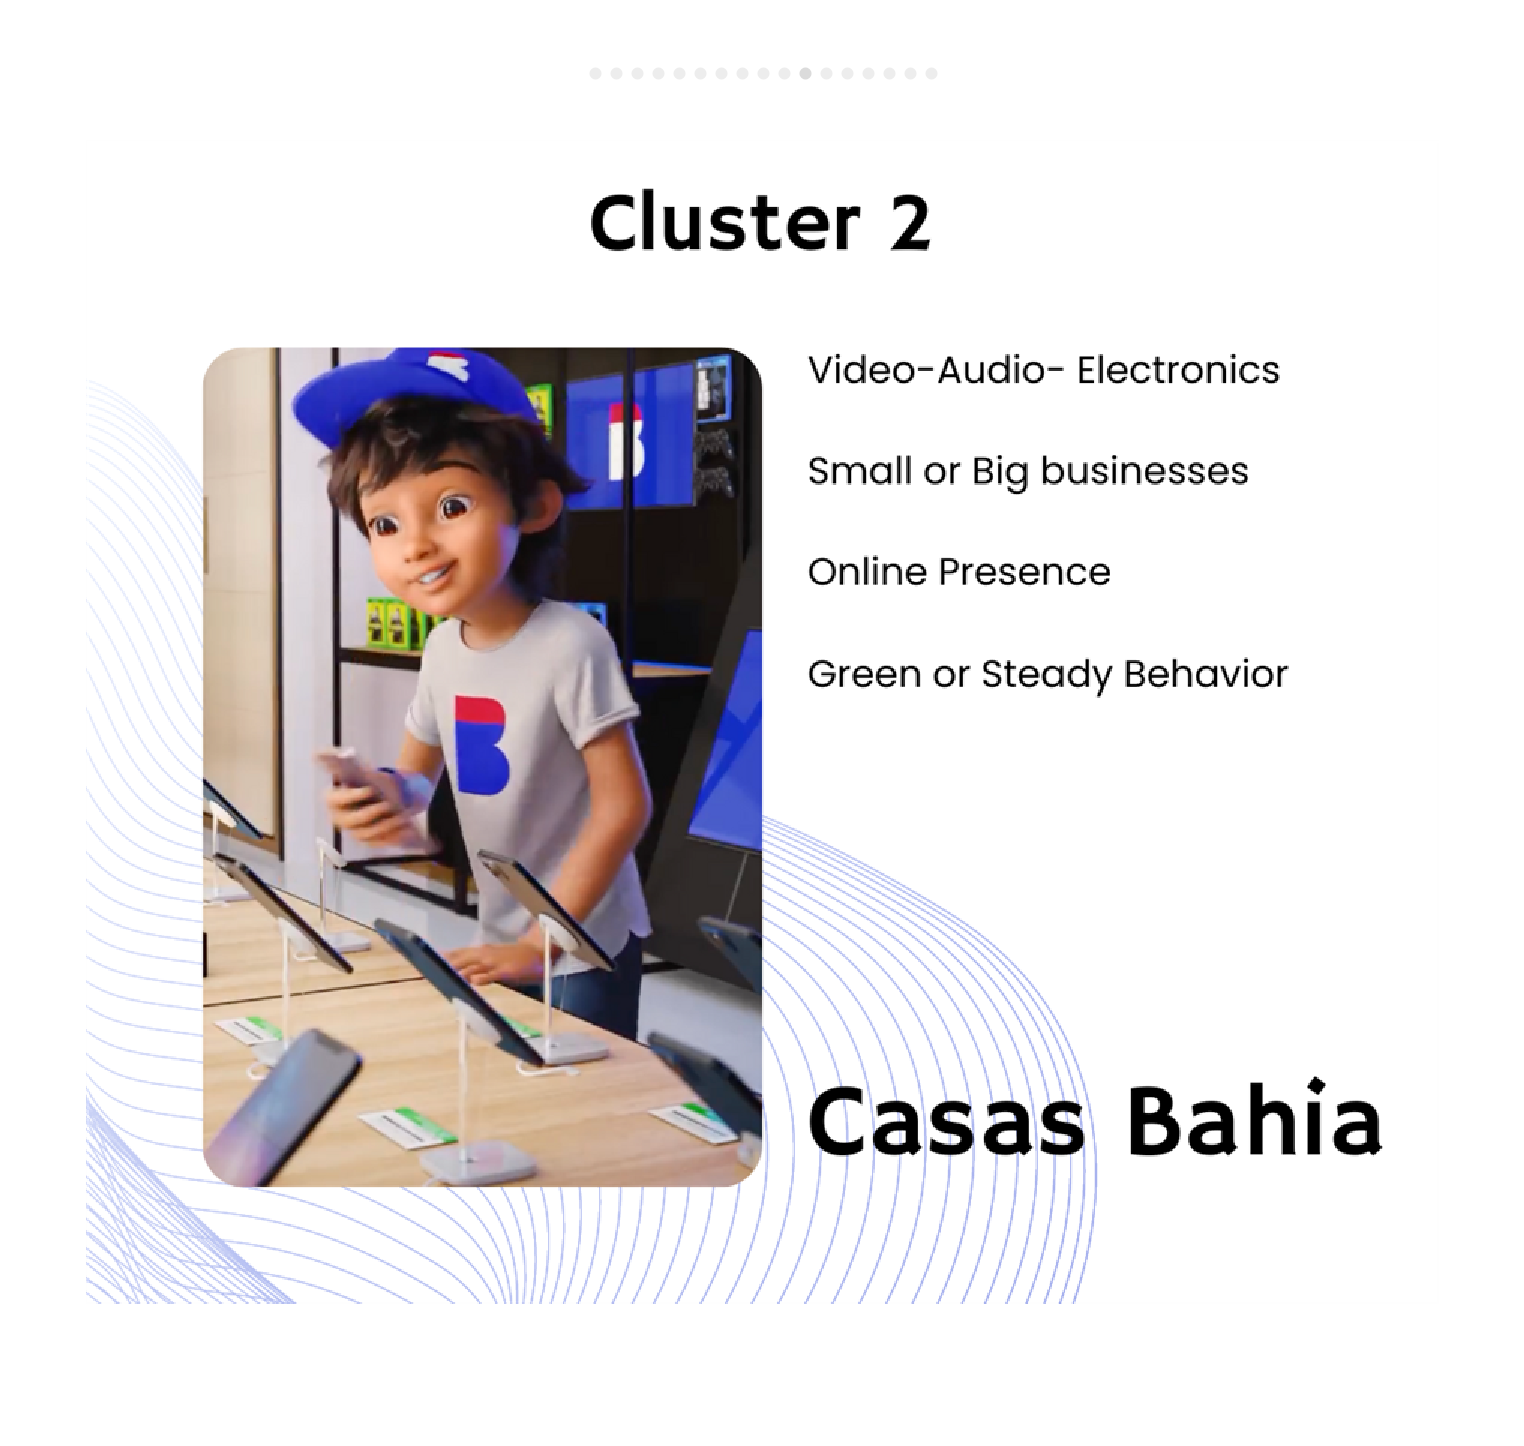 Cluster 2
Video-Audio- Electronics
Small or Big businesses
Online Presence
Green or Steady Behavior
B
B
Casas Bahia